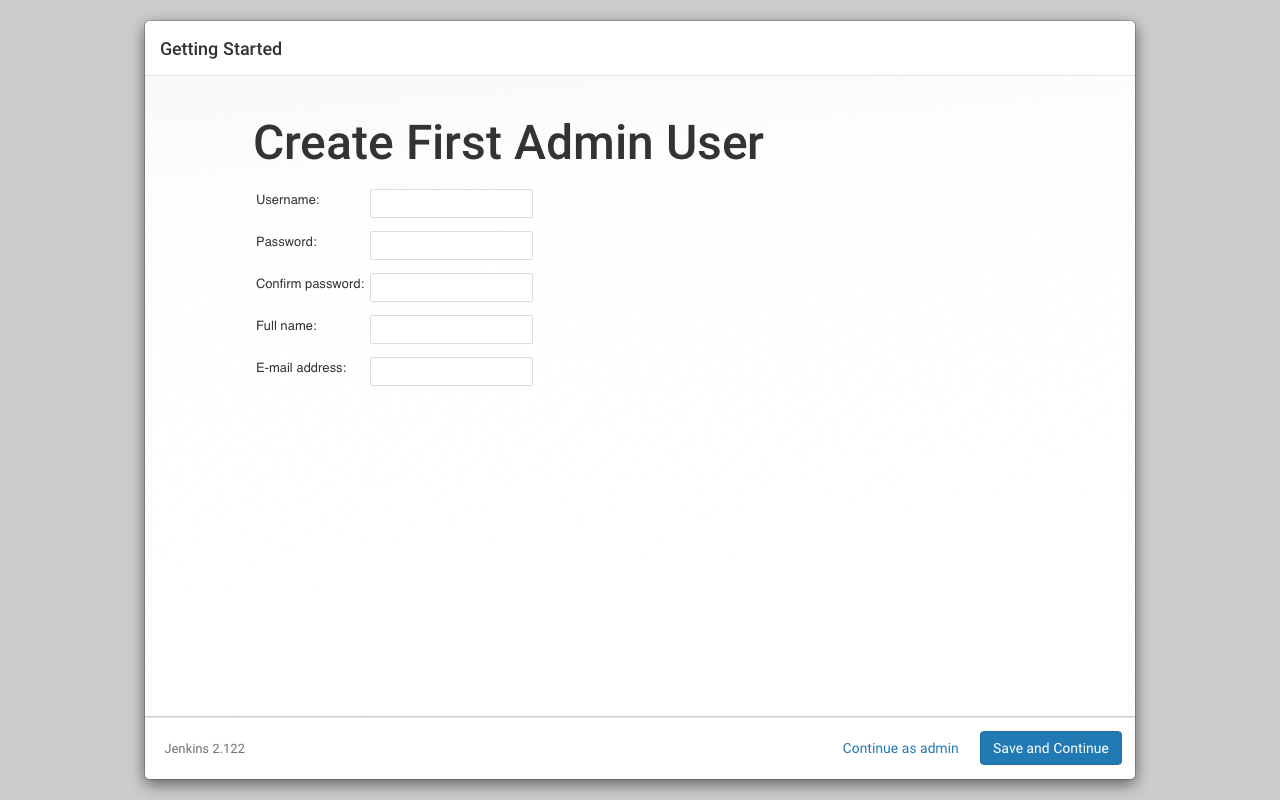 Getting Started
Create First Admin User
Username:
Password:
Confirm password:
Full name:
E-mail address:
Jenkins 2.122
Continue as admin
Save and Continue